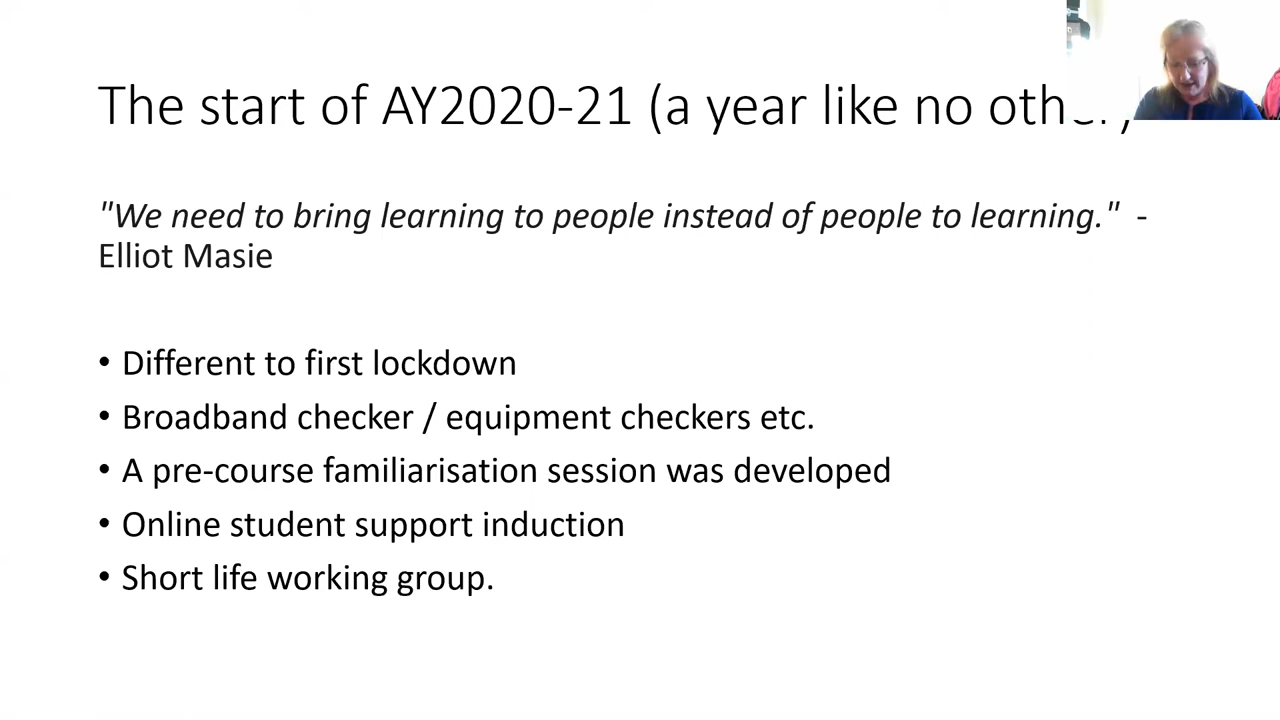 The start of AY2020-21 (a year like no other)
"We need to bring learning to people instead of people to learning." -
Elliot Masie
• Different to first lockdown
• Broadband checker / equipment checkers etc.
• A pre-course familiarisation session was developed
• Online student support induction
• Short life working group.